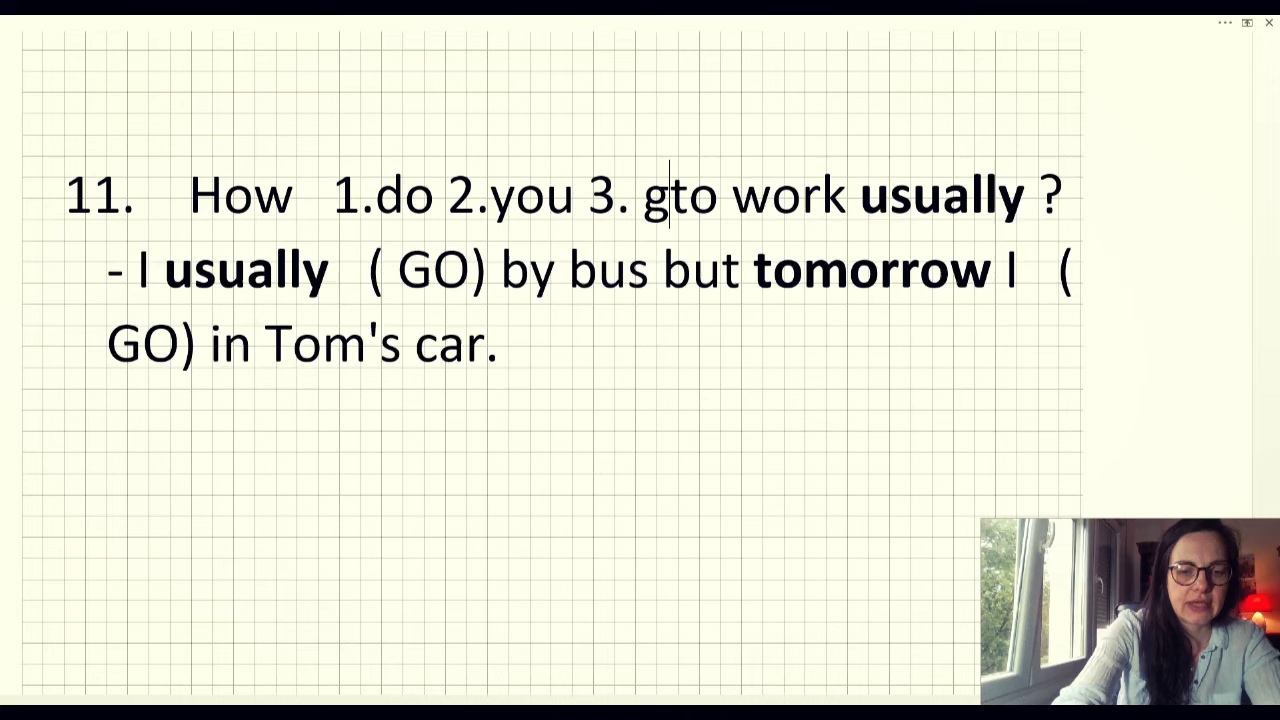 11. How 1.do 2.you 3. gto work usually ?
- I usually ( GO) by bus but tomorrow I (
GO) in Tom's car.